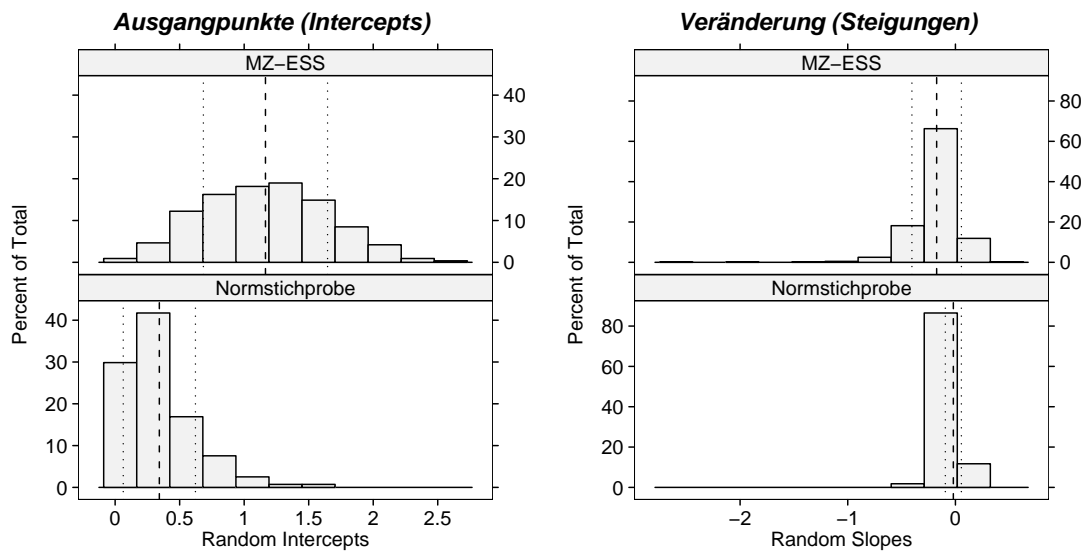 Ausgangpunkte (Intercepts)
MZ−ESS
Normstichprobe
Percent of Total
40
30
20
10
0
40
30
20
10
0
0
0.5
1
1.5
2
2.5
Random Intercepts
Veränderung (Steigungen)
MZ−ESS
Normstichprobe
Percent of Total
80
60
40
20
0
80
60
40
20
0
−2
−1
0
Random Slopes